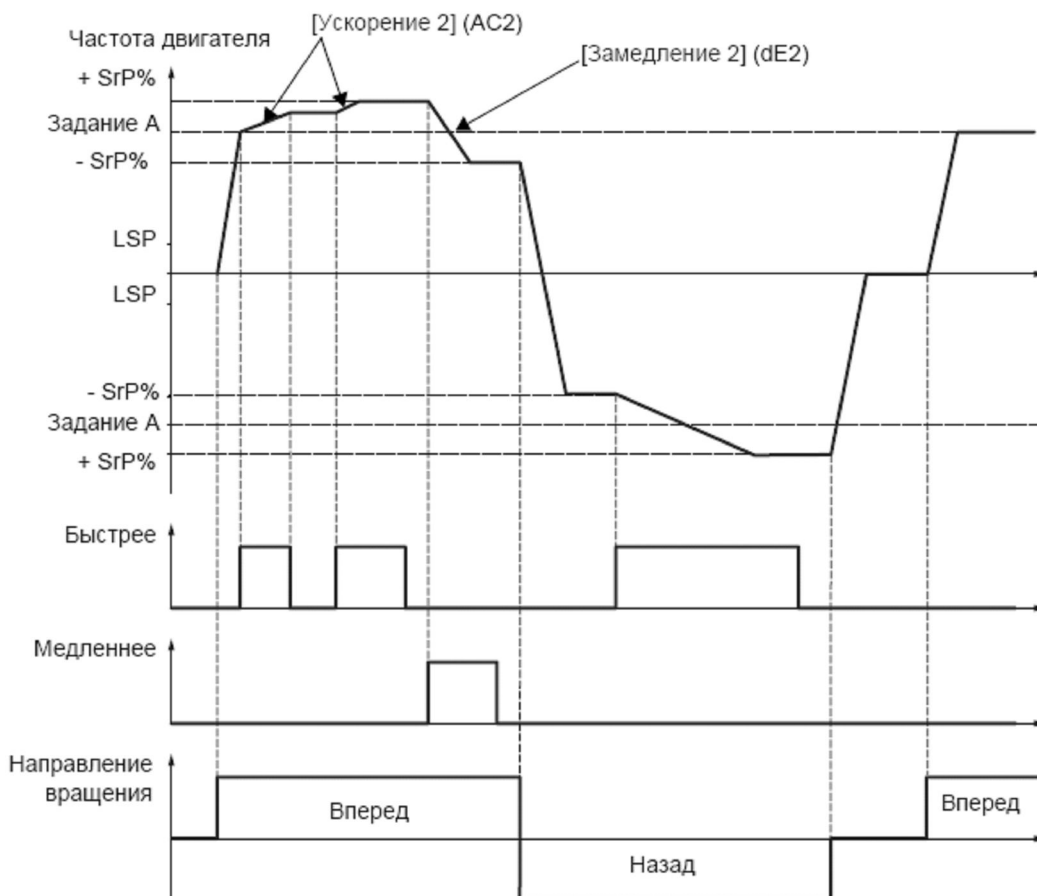 [Ускорение 2] (AC2)
Частота двигателя
[Замедление 2] (dE2)
+ SrP%
Задание A
- SrP%
LSP
LSP
- SrP%
Задание A
+ SrP%
Быстрее
Медленнее
Направление
вращения
Вперед
Вперед
Назад